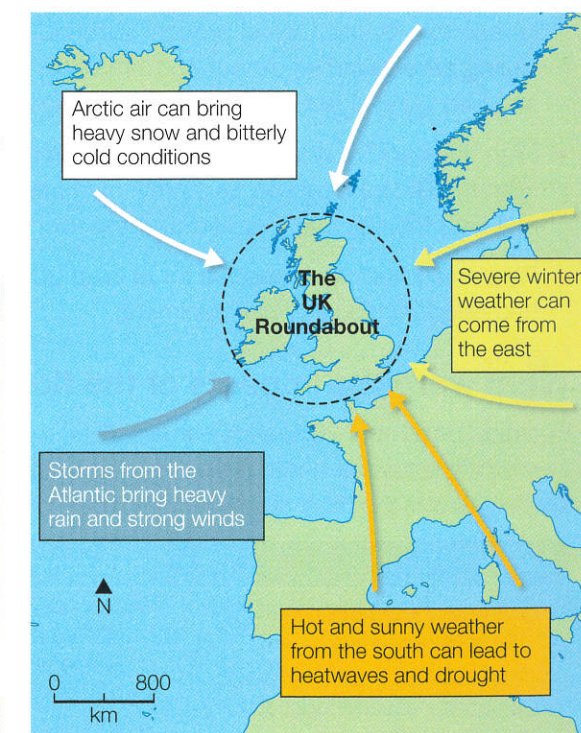 Arctic air can bring
heavy snow and bitterly
cold conditions
The
UK
Roundabout
Severe winter
weather can
come from
the east
Storms from the
Atlantic bring heavy
rain and strong winds
N
Hot and sunny weather
from the south can lead to
heatwaves and drought
0 800
km